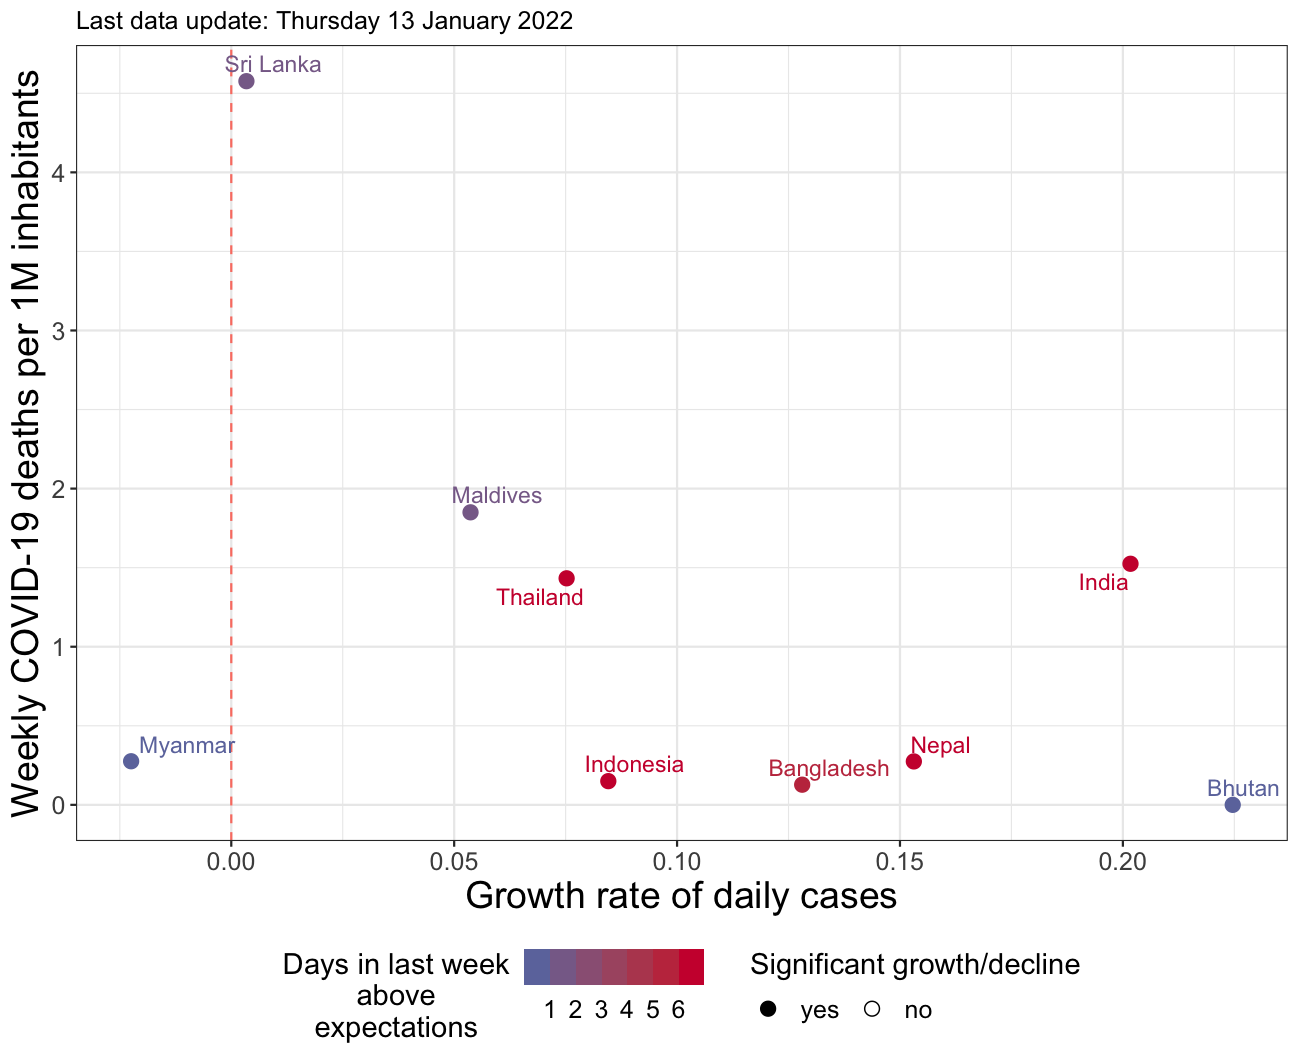 Last data update: Thursday 13 January 2022
Weekly COVID-19 deaths per 1M inhabitants
4
3
2
1
0
Sri Lanka
Maldives
Thailand
India
Myanmar
Indonesia
Bangladesh
Nepal
Bhutan
0.00 0.05 0.10 0.15 0.20
Growth rate of daily cases
Days in last week
above
expectations
1 2 3 4 5 6
Significant growth/decline
yes no